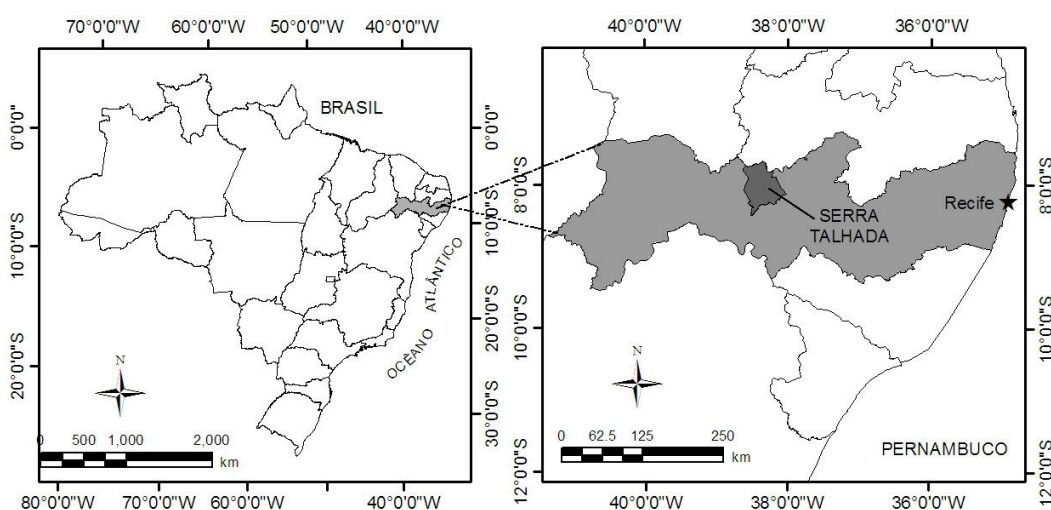 70°0'0"W 60°0'0"W 50°0'0"W 40°0'0"W
0°0'0"
10°0'0"S
20°0'0"S
BRASIL
0°0'0"
10°0'0"S
20°0'0"S
30°0'0"S
OCÊANO ATLÂNTICO
N
0 500 1,000 2,000
km
80°0'0"W 70°0'0"W 60°0'0"W 50°0'0"W 40°0'0"W
40°0'0"W 38°0'0"W 36°0'0"W
8°0'0"S
10°0'0"S
12°0'0"S
Recife
SERRA
TALHADA
8°0'0"S
10°0'0"S
12°0'0"S
N
0 62.5 125 250
km
PERNAMBUCO
40°0'0"W 38°0'0"W 36°0'0"W